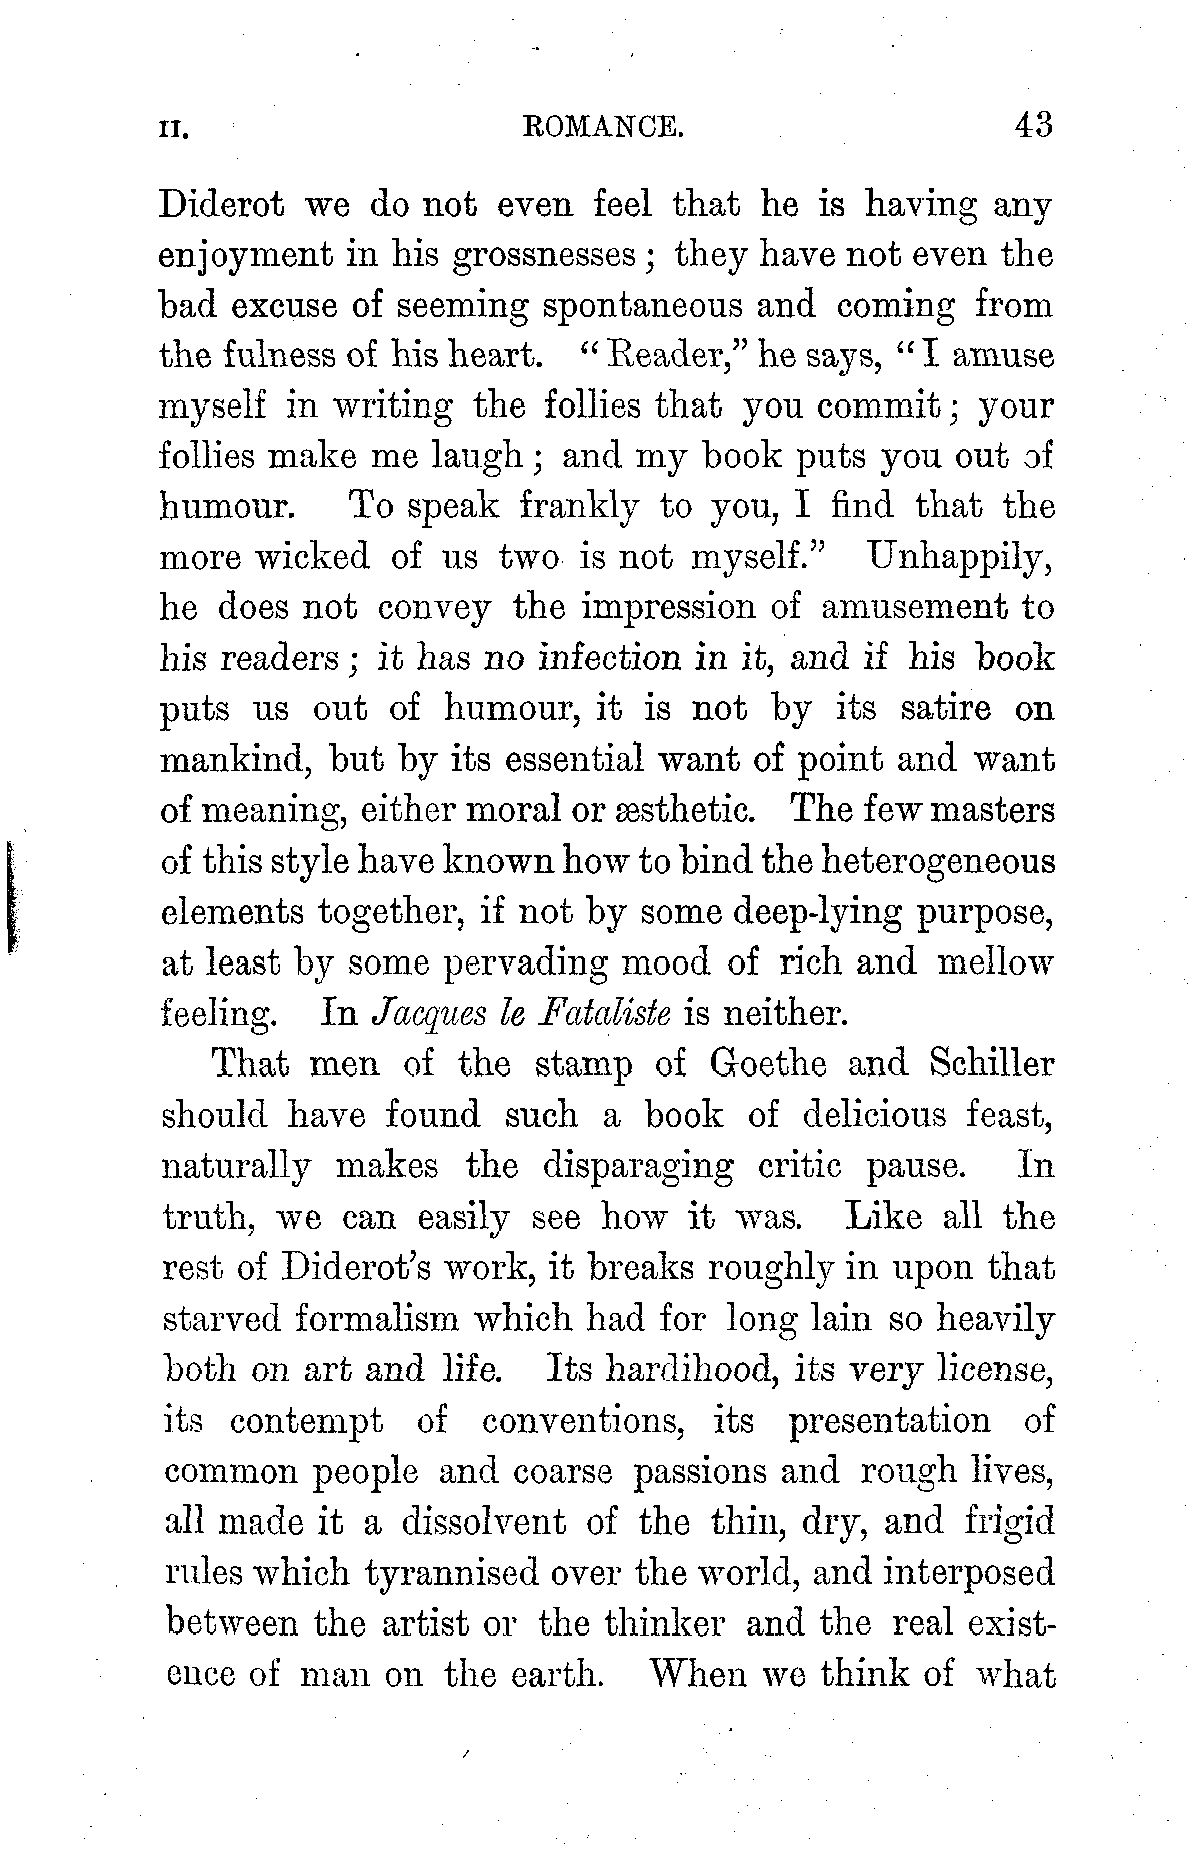 II. ROMANCE. 43
Diderot we do not even feel that he is having any
enjoyment in his grossnesses; they have not even the
bad excuse of seeming spontaneous and coming from
the fulness of his heart. "Reader," he says, "I amuse
myself in writing the follies that you commit; your
follies make me laugh; and my book puts you out of
humour. To speak frankly to you, I find that the
more wicked of us two is not myself." Unhappily,
he does not convey the impression of amusement to
his readers; it has no infection in it, and if his book
puts us out of humour, it is not by its satire on
mankind, but by its essential want of point and want
of meaning, either moral or æsthetic. The few masters
of this style have known how to bind the heterogeneous
elements together, if not by some deep-lying purpose,
at least by some pervading mood of rich and mellow
feeling. In Jacques le Fataliste is neither.
That men of the stamp of Goethe and Schiller
should have found such a book of delicious feast,
naturally makes the disparaging critic pause. In
truth, we can easily see how it was. Like all the
rest of Diderot's work, it breaks roughly in upon that
starved formalism which had for long lain so heavily
both on art and life. Its hardihood, its very license,
its contempt of conventions, its presentation of
common people and coarse passions and rough lives,
all made it a dissolvent of the thin, dry, and frigid
rules which tyrannised over the world, and interposed
between the artist or the thinker and the real exist-
ence of man on the earth. When we think of what